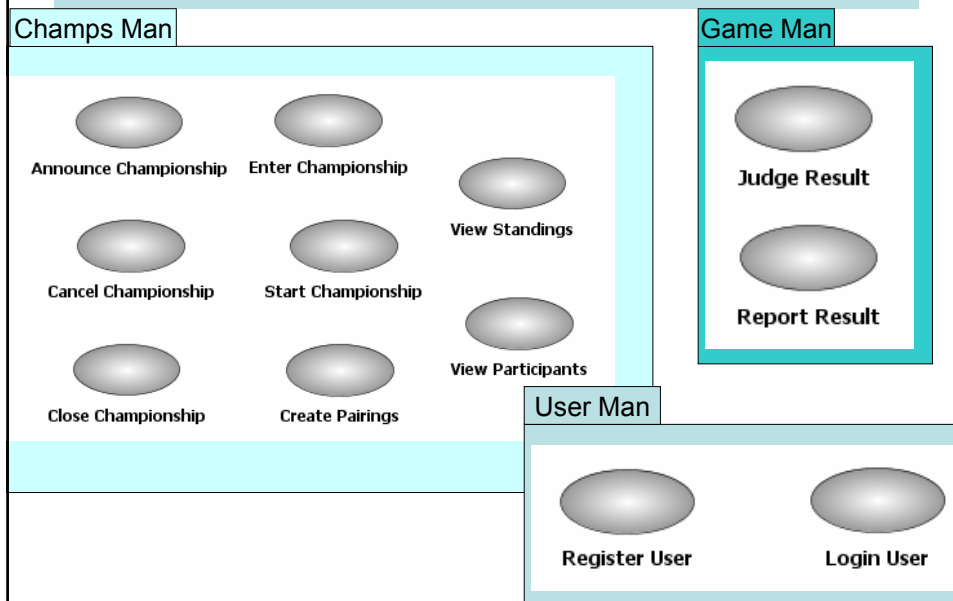 Champs Man
Announce Championship
Enter Championship
View Standings
Cancel Championship
Start Championship
View Participants
Close Championship
Create Pairings
Game Man
Judge Result
Report Result
User Man
Register User
Login User